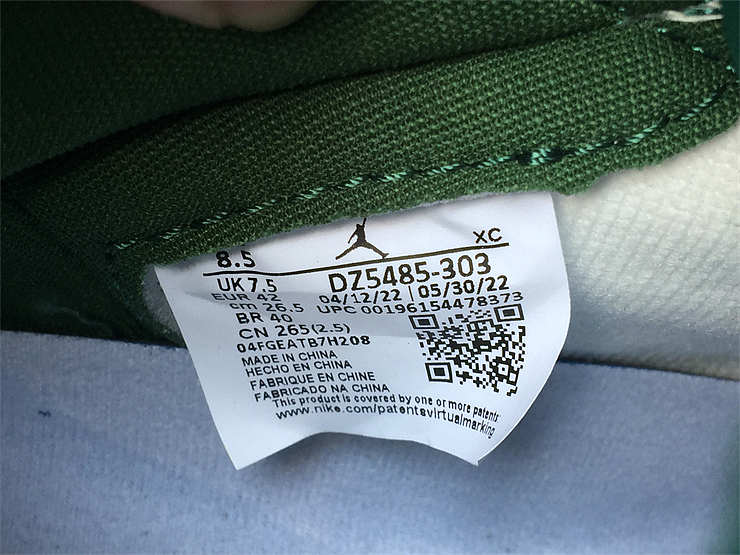 8.5 XC
UK 7.5 DZ5485-303
EUR 42 04/12/22 | 05/30/22
cm 26.5 UPC 00196154478373
BR 40
CN 265(2.5)
04FGEATB7H208
MADE IN CHINA
HECHO EN CHINA
FABRIQUE EN CHINE
FABRICADO NA CHINA
This product is covered by one or more patents
www.nike.com/patentsvirtualmarking